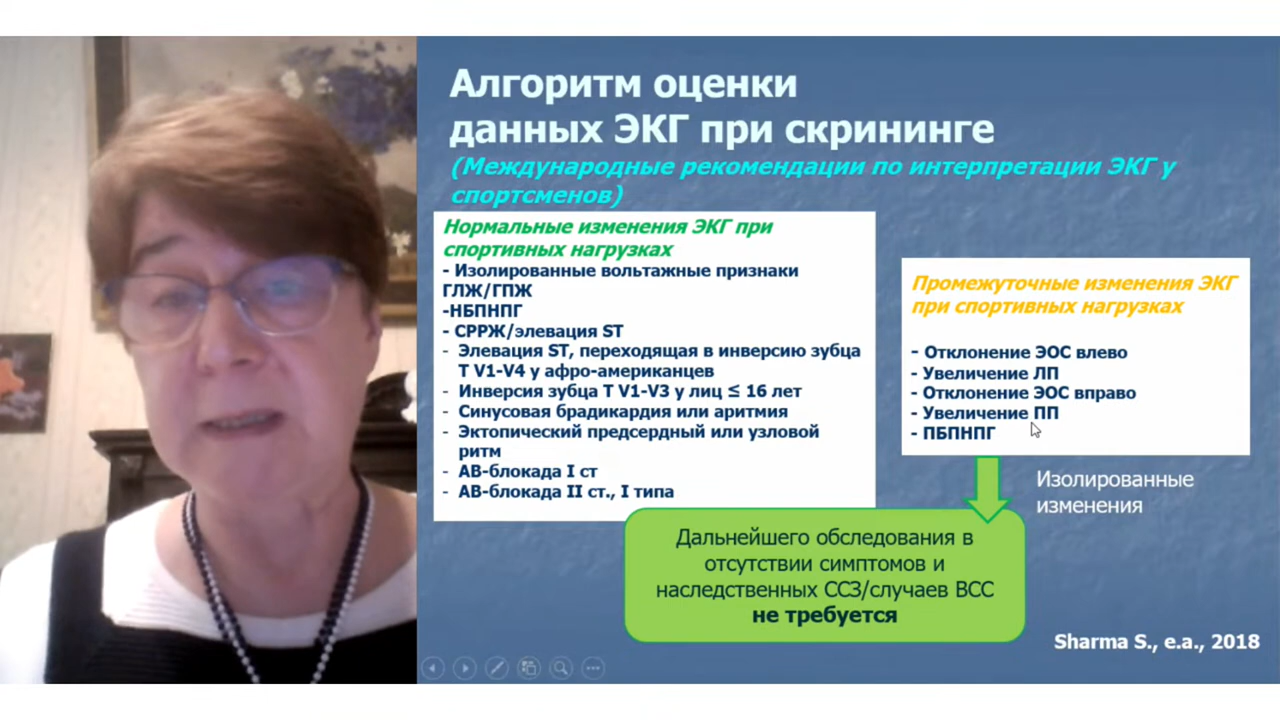 Алгоритм оценки
данных ЭКГ при скрининге
(Международные рекомендации по интерпретации ЭКГ у
спортсменов)
Нормальные изменения ЭКГ при
спортивных нагрузках
- Изолированные вольтажные признаки
ГЛЖ/ГПЖ
-НБПНПГ
- СРРЖ/элевация ST
- Элевация ST, переходящая в инверсию зубца
T V1-V4 у афро-американцев
- Инверсия зубца T V1-V3 у лиц ≤ 16 лет
- Синусовая брадикардия или аритмия
- Эктопический предсердный или узловой
ритм
- АВ-блокада I ст
- АВ-блокада II ст., I типа
Промежуточные изменения ЭКГ
при спортивных нагрузках
- Отклонение ЭОС влево
- Увеличение ЛП
- Отклонение ЭОС вправо
- Увеличение ПП
- ПБПНПГ
Изолированные
изменения
Дальнейшего обследования в
отсутствии симптомов и
наследственных ССЗ/случаев ВСС
не требуется
Sharma S., e.a., 2018